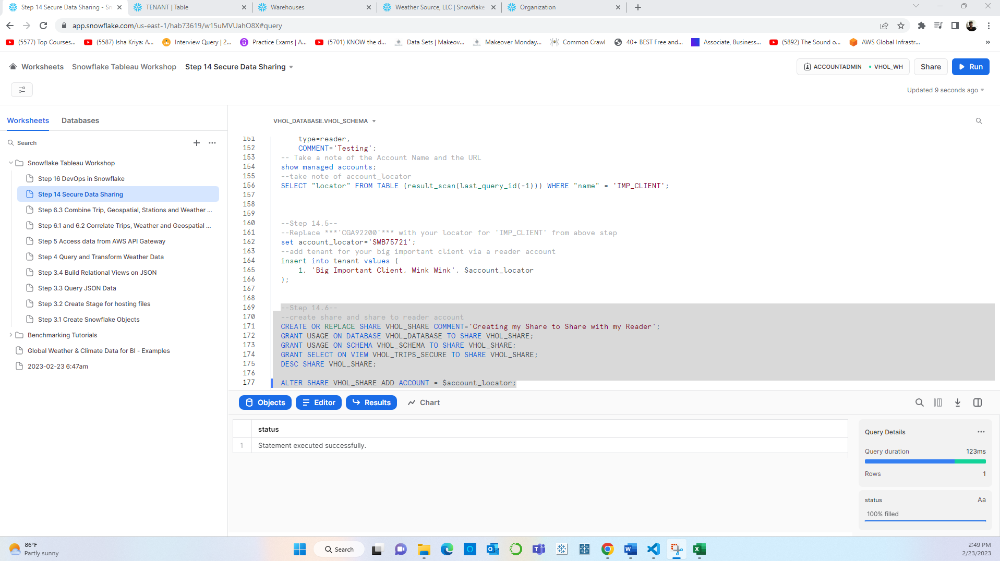 Step 14 Secure Data Sharing - Sn
TENANT | Table
Warehouses
Weather Source, LLC | Snowflake
Organization
app.snowflake.com/us-east-1/hab73619/w15uMVUahO8X#query
(5577) Top Courses...
(5587) Isha Kriya: A...
Interview Query | 2...
Practice Exams | A...
(5701) KNOW the d...
Data Sets | Makeov...
Makeover Monday...
Common Crawl
40+ BEST Free and...
Associate, Business...
(5892) The Sound o...
AWS Global Infrastr...
»
Worksheets
Snowflake Tableau Workshop
Step 14 Secure Data Sharing
ACCOUNTADMIN • VHOL_WH
Share
Run
Updated 9 seconds ago
Worksheets
Databases
Search
Snowflake Tableau Workshop
Step 16 DevOps in Snowflake
Step 14 Secure Data Sharing
Step 6.3 Combine Trip, Geospatial, Stations and Weather ...
Step 6.1 and 6.2 Correlate Trips, Weather and Geospatial ...
Step 5 Access data from AWS API Gateway
Step 4 Query and Transform Weather Data
Step 3.4 Build Relational Views on JSON
Step 3.3 Query JSON Data
Step 3.2 Create Stage for hosting files
Step 3.1 Create Snowflake Objects
Benchmarking Tutorials
Global Weather & Climate Data for BI - Examples
2023-02-23 6:47am
VHOL_DATABASE.VHOL_SCHEMA
151 type=reader,
152 COMMENT='Testing';
153 -- Take a note of the Account Name and the URL
154 show managed accounts;
155 --take note of account_locator
156 SELECT "locator" FROM TABLE (result_scan(last_query_id(-1))) WHERE "name" = 'IMP_CLIENT';
157
158
159
160 --Step 14.5--
161 --Replace ***'CGA92200'*** with your locator for 'IMP_CLIENT' from above step
162 set account_locator='SWB75721';
163 --add tenant for your big important client via a reader account
164 insert into tenant values (
165 1, 'Big Important Client, Wink Wink', $account_locator
166 );
167
168
169 --Step 14.6--
170 --create share and share to reader account
171 CREATE OR REPLACE SHARE VHOL_SHARE COMMENT='Creating my Share to Share with my Reader';
172 GRANT USAGE ON DATABASE VHOL_DATABASE TO SHARE VHOL_SHARE;
173 GRANT USAGE ON SCHEMA VHOL_SCHEMA TO SHARE VHOL_SHARE;
174 GRANT SELECT ON VIEW VHOL_TRIPS_SECURE TO SHARE VHOL_SHARE;
175 DESC SHARE VHOL_SHARE;
176
177 ALTER SHARE VHOL_SHARE ADD ACCOUNT = $account_locator;
Objects
Editor
Results
Chart
status
1 Statement executed successfully.
Query Details
...
Query duration 123ms
Rows 1
status Aa
100% filled
86°F
Partly sunny
Search
2:49 PM
2/23/2023